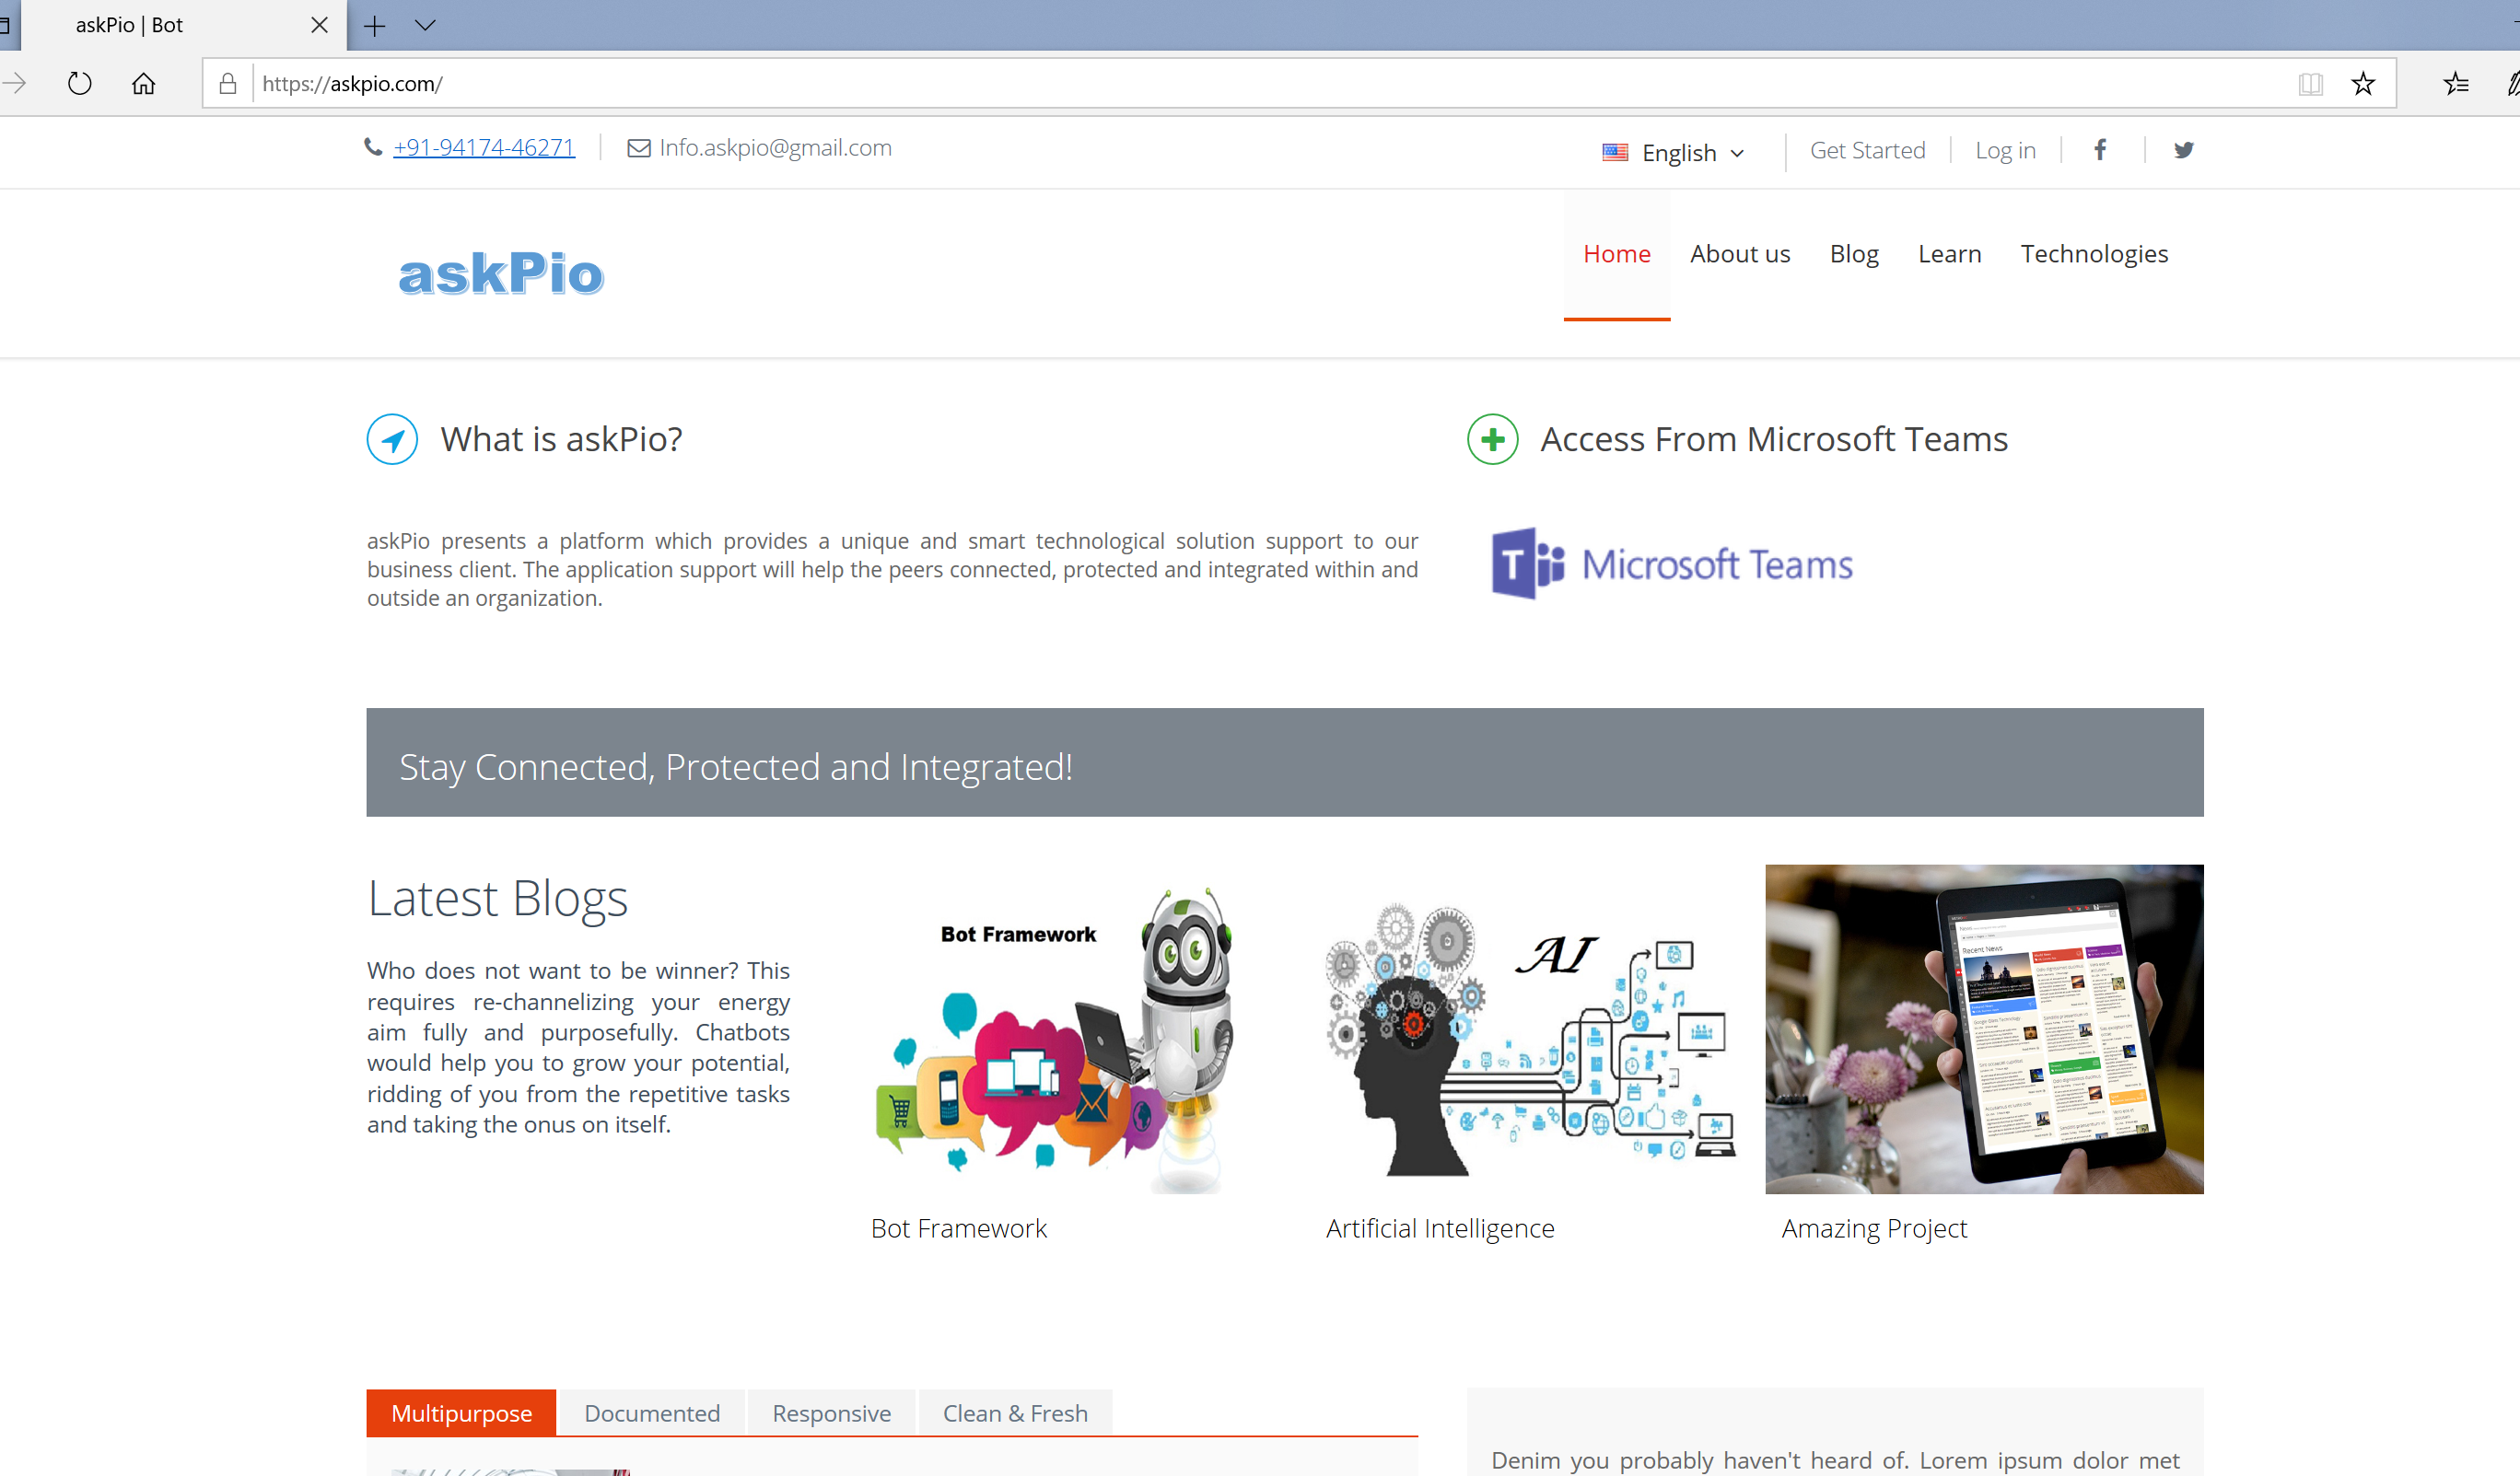 askPio | Bot
https://askpio.com/
+91-94174-46271
Info.askpio@gmail.com
English
Get Started
Log in
askPio
Home
About us
Blog
Learn
Technologies
What is askPio?
Access From Microsoft Teams
askPio presents a platform which provides a unique and smart technological solution support to our
business client. The application support will help the peers connected, protected and integrated within and
outside an organization.
T
Microsoft Teams
Stay Connected, Protected and Integrated!
Latest Blogs
Who does not want to be winner? This
requires re-channelizing your energy
aim fully and purposefully. Chatbots
would help you to grow your potential,
ridding of you from the repetitive tasks
and taking the onus on itself.
Bot Framework
AI
Recent News
Bot Framework
Artificial Intelligence
Amazing Project
Multipurpose
Documented
Responsive
Clean & Fresh
Denim you probably haven't heard of. Lorem ipsum dolor met